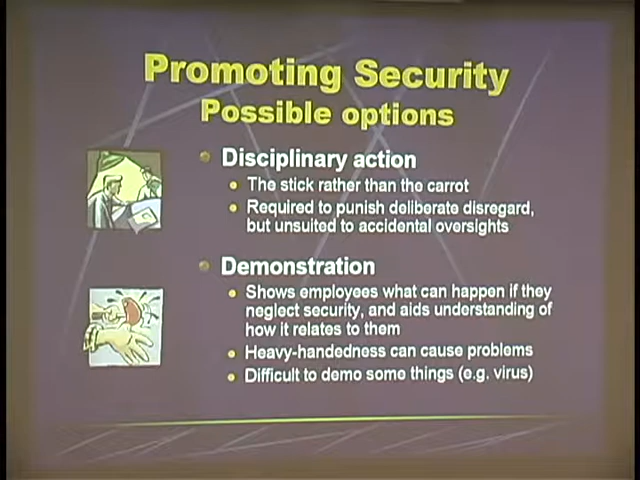 Promoting Security
Possible options
Disciplinary action
The stick rather than the carrot
Required to punish deliberate disregard,
but unsuited to accidental oversights
Demonstration
Shows employees what can happen if they
neglect security, and aids understanding of
how it relates to them
Heavy-handedness can cause problems
Difficult to demo some things (e.g. virus)